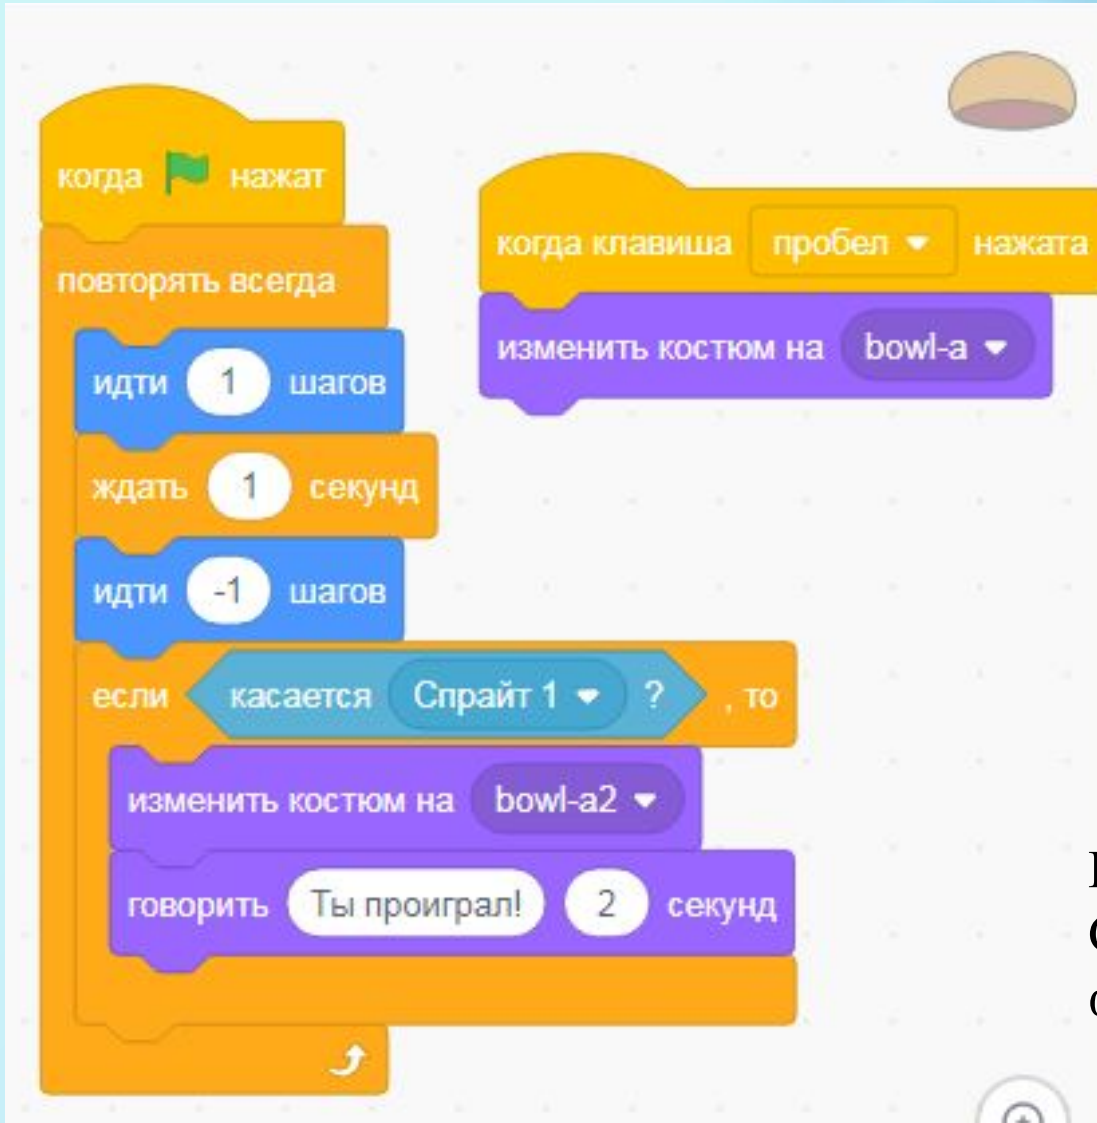 когда нажат
повторять всегда
идти 1 шагов
ждать 1 секунд
идти -1 шагов
если касается Спрайт 1 ? , то
изменить костюм на bowl-a2
говорить Ты проиграл! 2 секунд
когда клавиша пробел нажата
изменить костюм на bowl-a